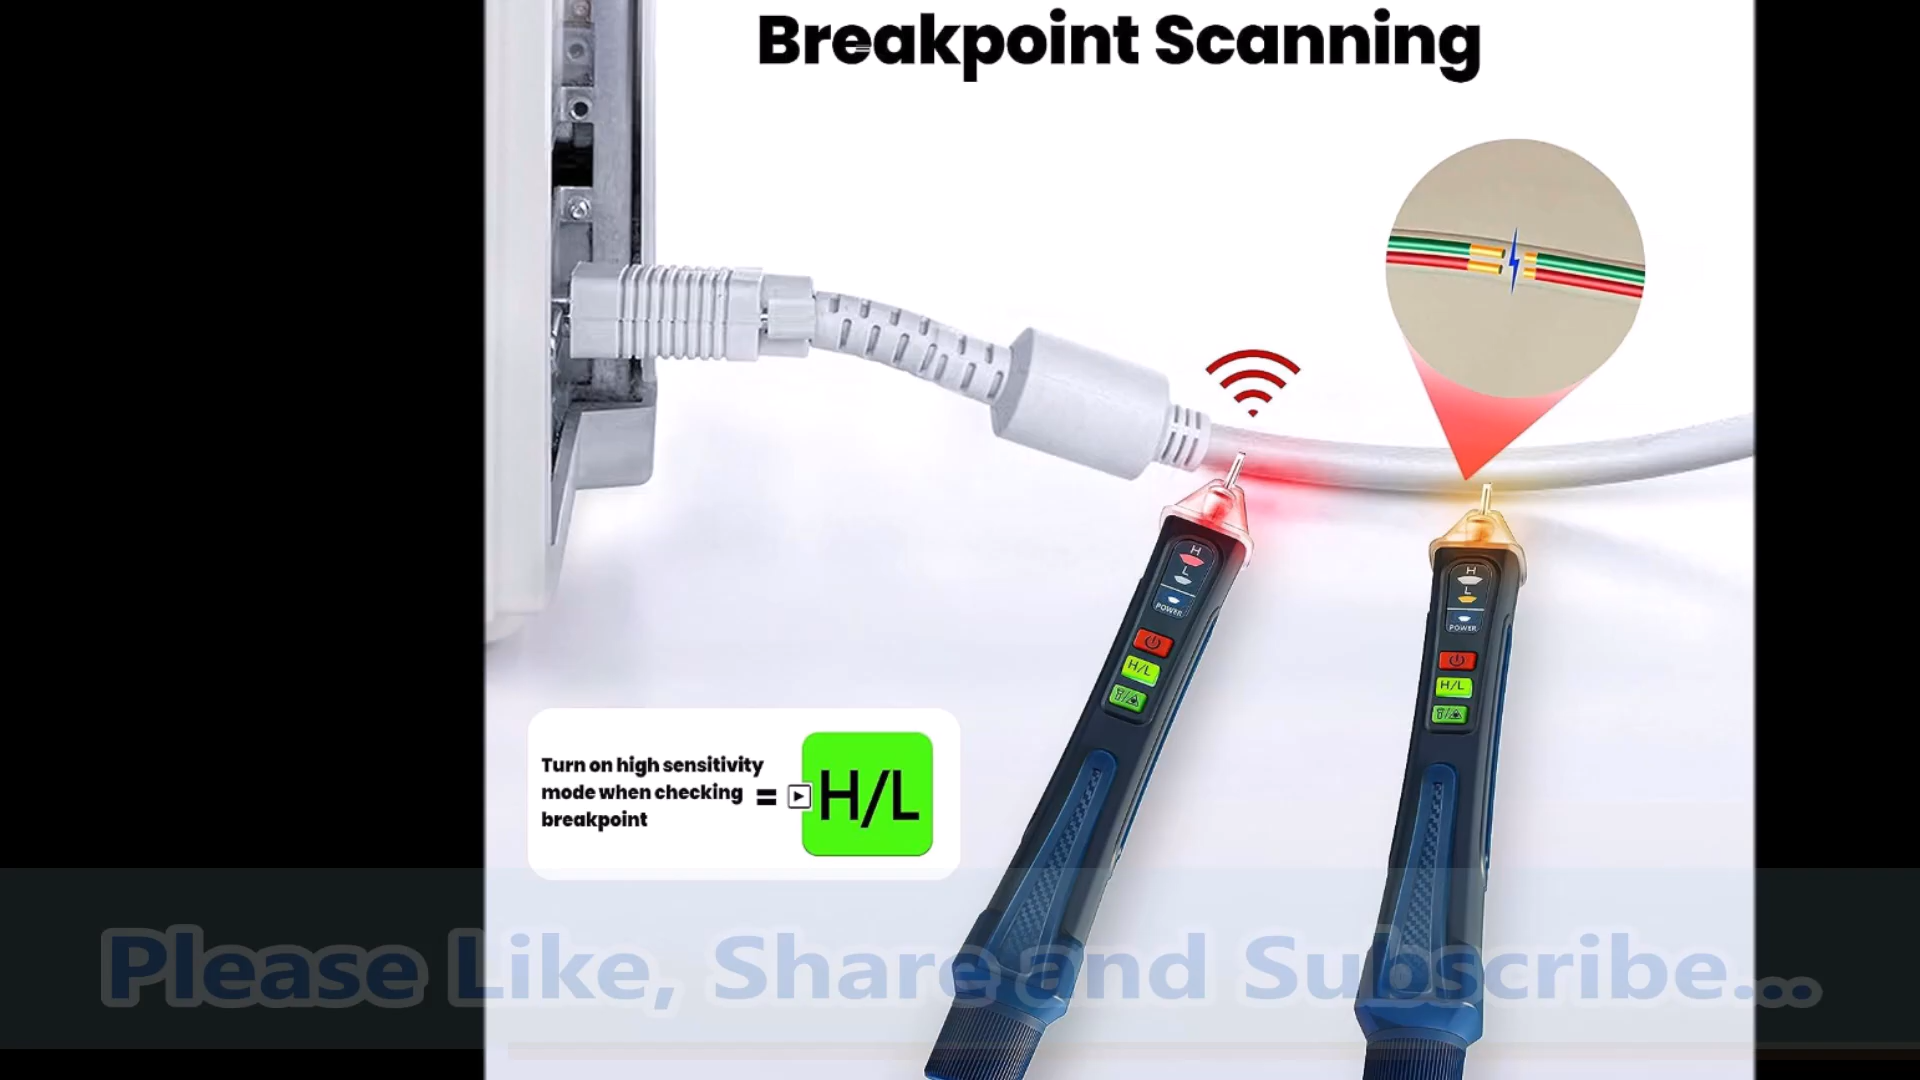 Breakpoint Scanning
H
L
POWER
H/L
H
L
POWER
H/L
Turn on high sensitivity
mode when checking
breakpoint
=
H/L
Please Like, Share and Subscribe...